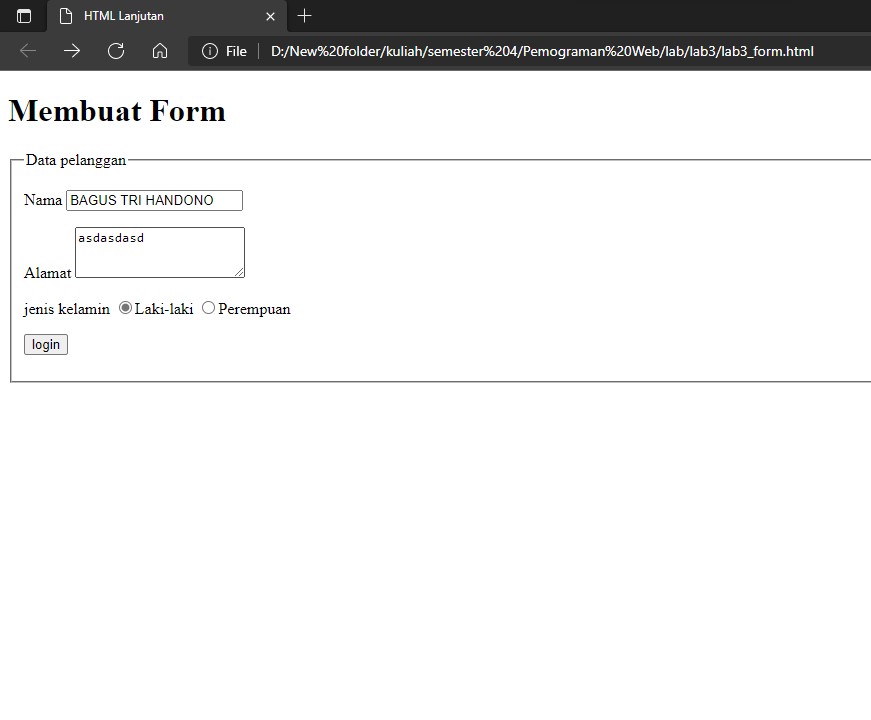 HTML Lanjutan
File D:/New%20folder/kuliah/semester%204/Pemograman%20Web/lab/lab3/lab3_form.html
Membuat Form
Data pelanggan
Nama BAGUS TRI HANDONO
asdasdasd
Alamat
jenis kelamin Laki-laki Perempuan
login